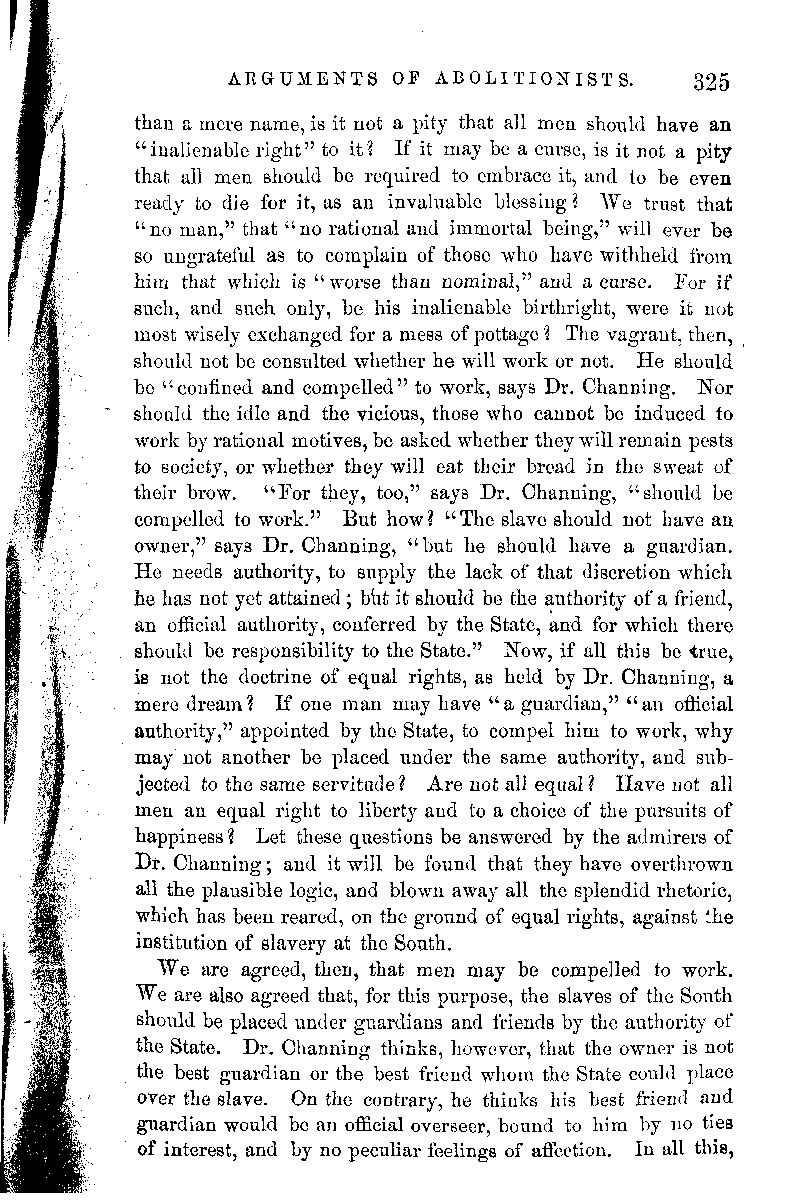 ARGUMENTS OF ABOLITIONISTS. 325
than a mere name, is it not a pity that all men should have an
“inalienable right” to it? If it may be a curse, is it not a pity
that all men should be required to embrace it, and to be even
ready to die for it, as an invaluable blessing? We trust that
“no man,” that “no rational and immortal being,” will ever be
so ungrateful as to complain of those who have withheld from
him that which is “worse than nominal,” and a curse. For if
such, and such only, be his inalienable birthright, were it not
most wisely exchanged for a mess of pottage? The vagrant, then,
should not be consulted whether he will work or not. He should
be “confined and compelled” to work, says Dr. Channing. Nor
should the idle and the vicious, those who cannot be induced to
work by rational motives, be asked whether they will remain pests
to society, or whether they will eat their bread in the sweat of
their brow. “For they, too,” says Dr. Channing, “should be
compelled to work.” But how? “The slave should not have an
owner,” says Dr. Channing, “but he should have a guardian.
He needs authority, to supply the lack of that discretion which
he has not yet attained; but it should be the authority of a friend,
an official authority, conferred by the State, and for which there
should be responsibility to the State.” Now, if all this be true,
is not the doctrine of equal rights, as held by Dr. Channing, a
mere dream? If one man may have “a guardian,” “an official
authority,” appointed by the State, to compel him to work, why
may not another be placed under the same authority, and sub-
jected to the same servitude? Are not all equal? Have not all
men an equal right to liberty and to a choice of the pursuits of
happiness? Let these questions be answered by the admirers of
Dr. Channing; and it will be found that they have overthrown
all the plausible logic, and blown away all the splendid rhetoric,
which has been reared, on the ground of equal rights, against the
institution of slavery at the South.
We are agreed, then, that men may be compelled to work.
We are also agreed that, for this purpose, the slaves of the South
should be placed under guardians and friends by the authority of
the State. Dr. Channing thinks, however, that the owner is not
the best guardian or the best friend whom the State could place
over the slave. On the contrary, he thinks his best friend and
guardian would be an official overseer, bound to him by no ties
of interest, and by no peculiar feelings of affection. In all this,